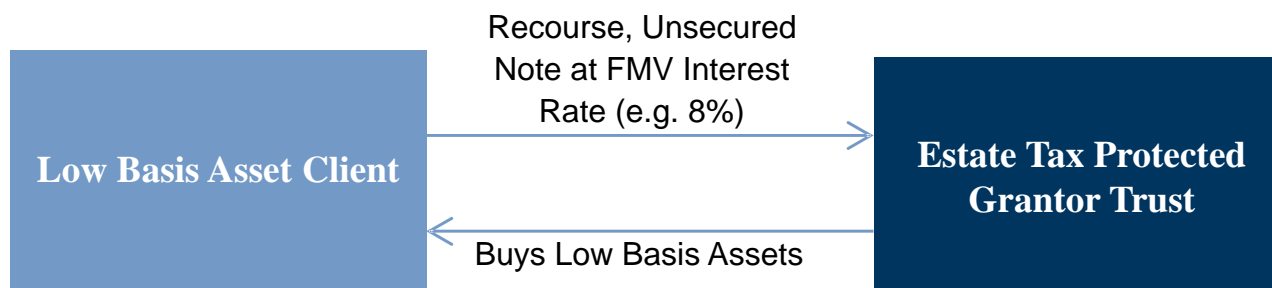 Recourse, Unsecured
Note at FMV Interest
Rate (e.g. 8%)
Low Basis Asset Client
Estate Tax Protected
Grantor Trust
Buys Low Basis Assets